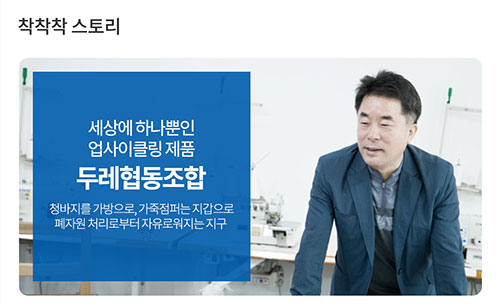 착착착 스토리
세상에 하나뿐인
업사이클링 제품
두레협동조합
청바지를 가방으로, 가죽점퍼는 지갑으로
폐자원 처리로부터 자유로워지는 지구